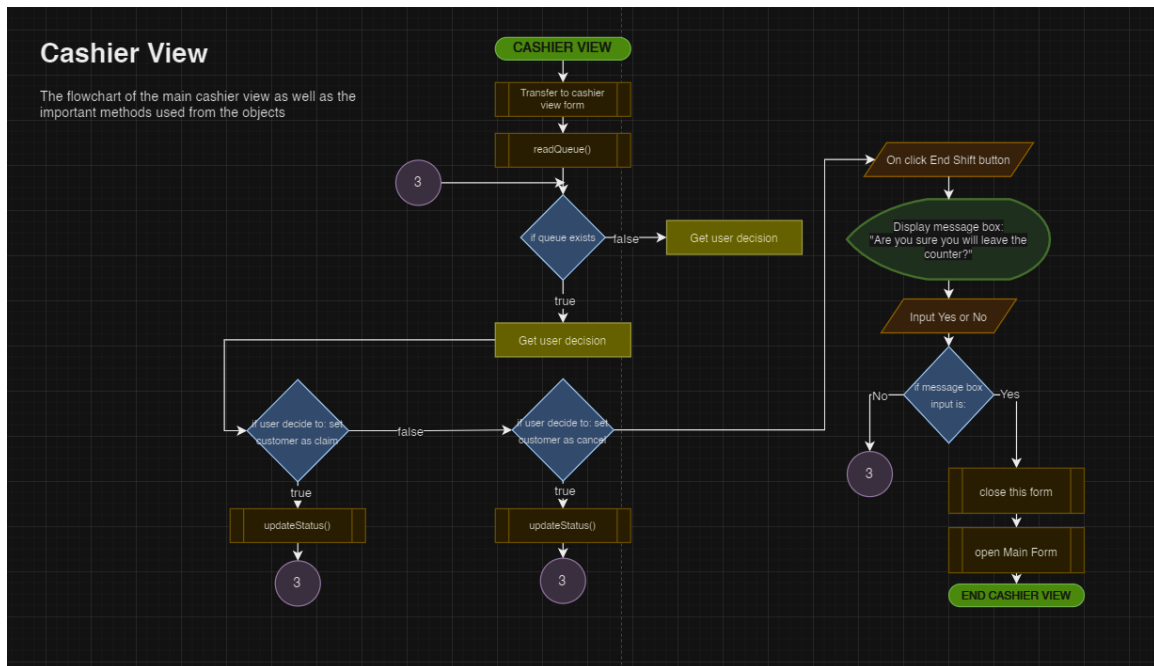 Cashier View
The flowchart of the main cashier view as well as the
important methods used from the objects
CASHIER VIEW
Transfer to cashier
view form
readQueue()
3
if queue exists
false
Get user decision
true
Get user decision
if user decide to: set
customer as claim
false
if user decide to: set
customer as cancel
true
updateStatus()
3
true
updateStatus()
3
On click End Shift button
Display message box:
"Are you sure you will leave the
counter?"
Input Yes or No
if message box
input is:
No
Yes
3
close this form
open Main Form
END CASHIER VIEW